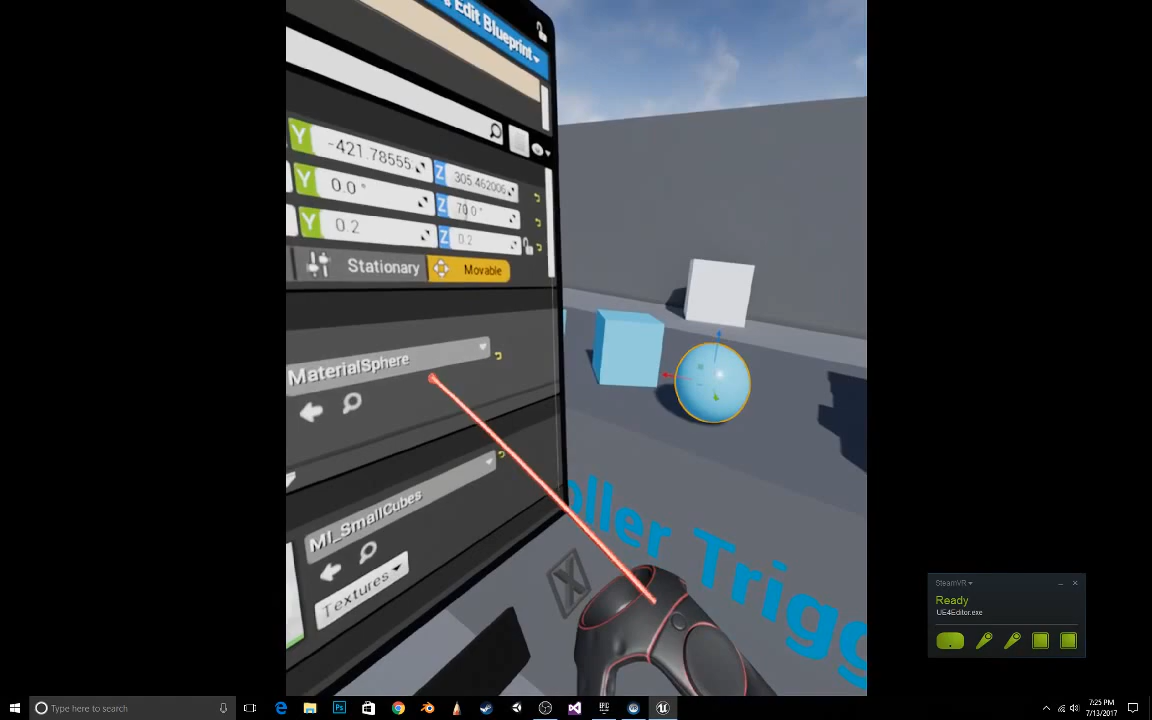 Edit Blueprint
Y -421.78555 Z 305.462006
Y 0.0 ° Z 70.0 °
Y 0.2 Z 0.2
Stationary Movable
MaterialSphere
MI_SmallCubes
Textures
oller Trigg
X
SteamVR
Ready
UE4Editor.exe
Type here to search
7:25 PM
7/13/2017